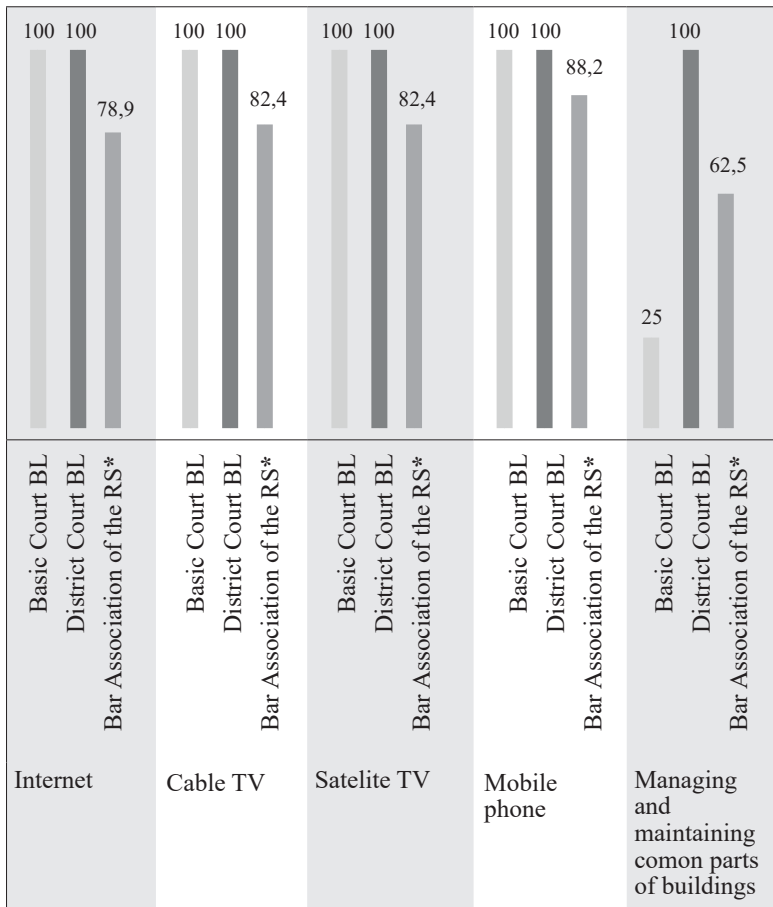 100 100
78,9
100 100
82,4
100 100
82,4
100 100
88,2
25
100
62,5
Basic Court BL
District Court BL
Bar Association of the RS*
Basic Court BL
District Court BL
Bar Association of the RS*
Basic Court BL
District Court BL
Bar Association of the RS*
Basic Court BL
District Court BL
Bar Association of the RS*
Basic Court BL
District Court BL
Bar Association of the RS*
Internet
Cable TV
Satelite TV
Mobile
phone
Managing
and
maintaining
comon parts
of buildings